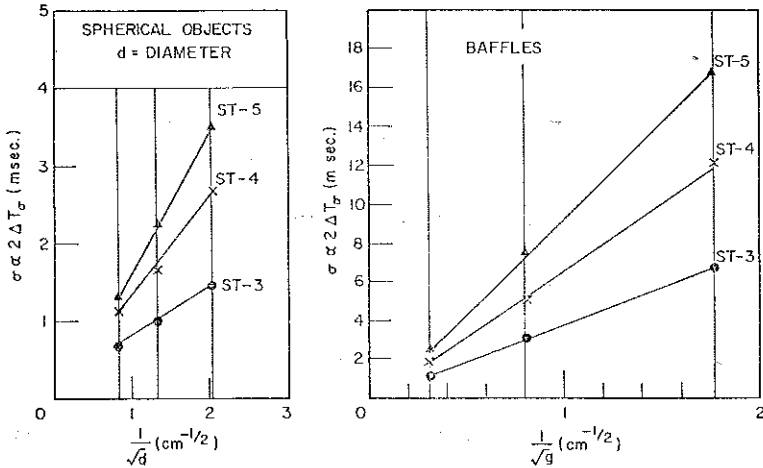 SPHERICAL OBJECTS
d = DIAMETER
σ ∝ 2 ΔTσ (msec.)
5
4
3
2
1
0
ST-5
ST-4
ST-3
1
2
3
1/√d (cm⁻¹/²)
BAFFLES
σ ∝ 2 ΔTσ (m sec.)
18
16
14
12
10
8
6
4
2
0
ST-5
ST-4
ST-3
1
2
1/√g (cm⁻¹/²)